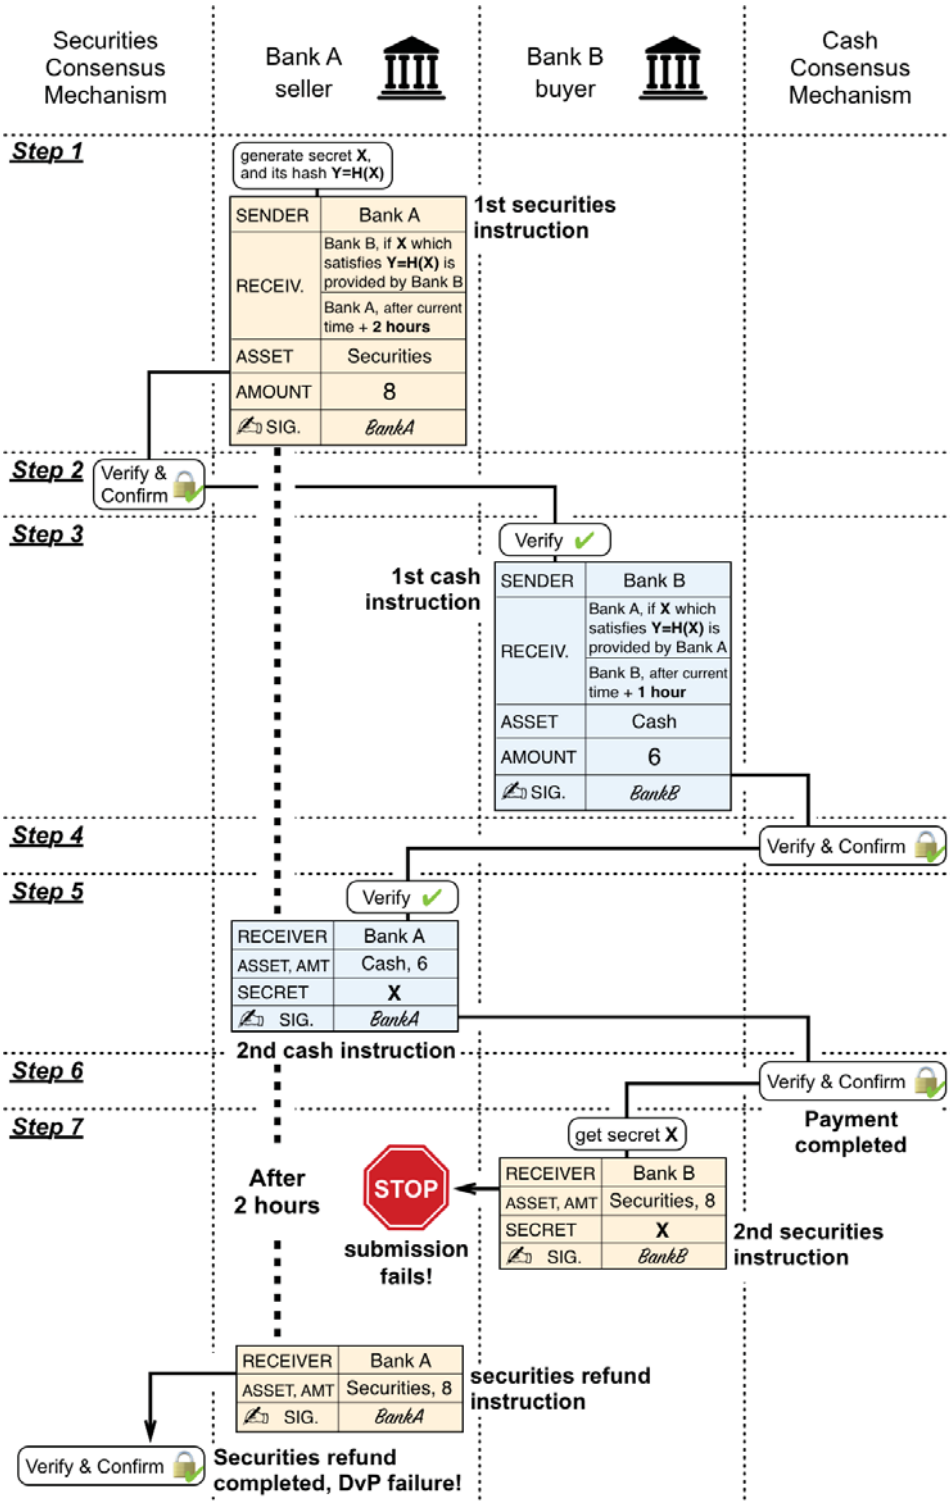 Securities
Consensus
Mechanism
Bank A
seller
Bank B
buyer
Cash
Consensus
Mechanism
Step 1
generate secret X,
and its hash Y=H(X)
1st securities
instruction
SENDER
Bank A
RECEIV.
Bank B, if X which
satisfies Y=H(X) is
provided by Bank B
Bank A, after current
time + 2 hours
ASSET
Securities
AMOUNT
8
SIG.
BankA
Step 2
Verify &
Confirm
Step 3
Verify
1st cash
instruction
SENDER
Bank B
RECEIV.
Bank A, if X which
satisfies Y=H(X) is
provided by Bank A
Bank B, after current
time + 1 hour
ASSET
Cash
AMOUNT
6
SIG.
BankB
Step 4
Verify & Confirm
Step 5
Verify
RECEIVER
Bank A
ASSET, AMT
Cash, 6
SECRET
X
SIG.
BankA
2nd cash instruction
Step 6
Verify & Confirm
Payment
completed
Step 7
get secret X
RECEIVER
Bank B
ASSET, AMT
Securities, 8
SECRET
X
SIG.
BankB
2nd securities
instruction
STOP
submission
fails!
After
2 hours
RECEIVER
Bank A
ASSET, AMT
Securities, 8
SIG.
BankA
securities refund
instruction
Verify & Confirm
Securities refund
completed, DvP failure!